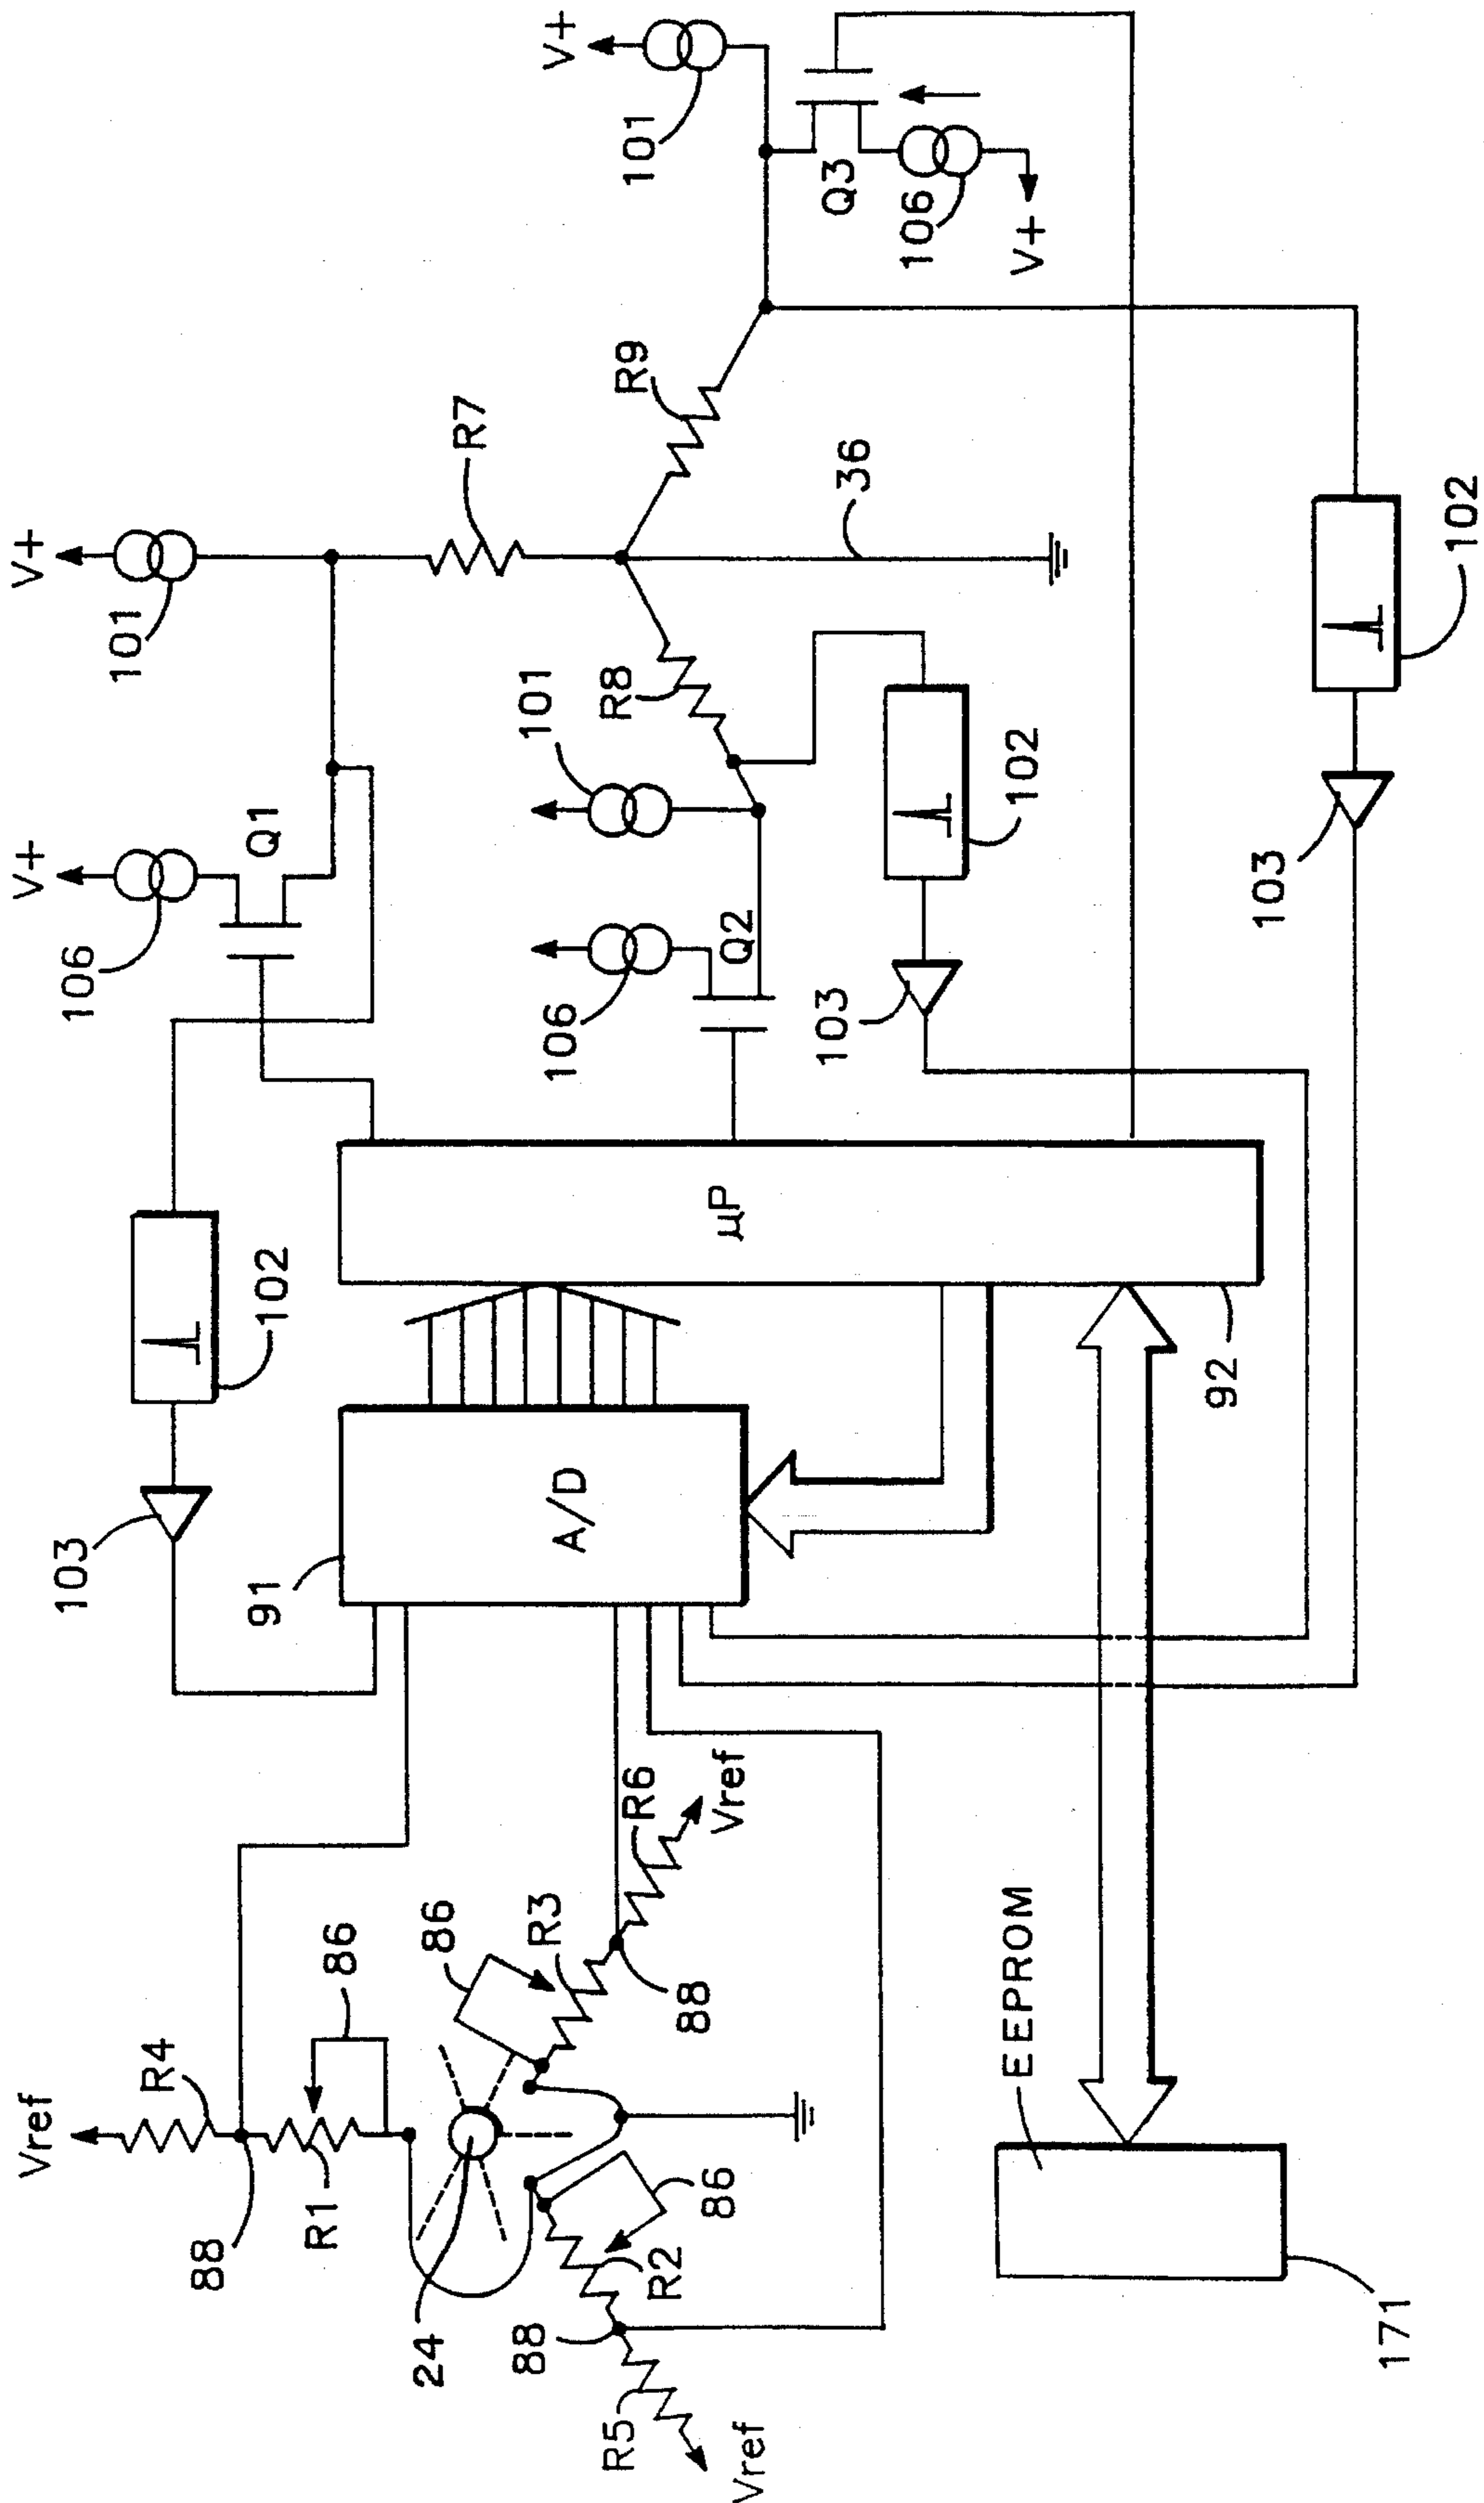 Vref
R4
88
R1
86
24
86
R3
88
R6
Vref
R2
86
88
R5
Vref
EEPROM
171
103
102
91
A/D
µP
92
V+
106
Q1
V+
101
R7
106
Q2
101
R8
R9
36
103
102
V+
101
Q3
106
V+
103
102